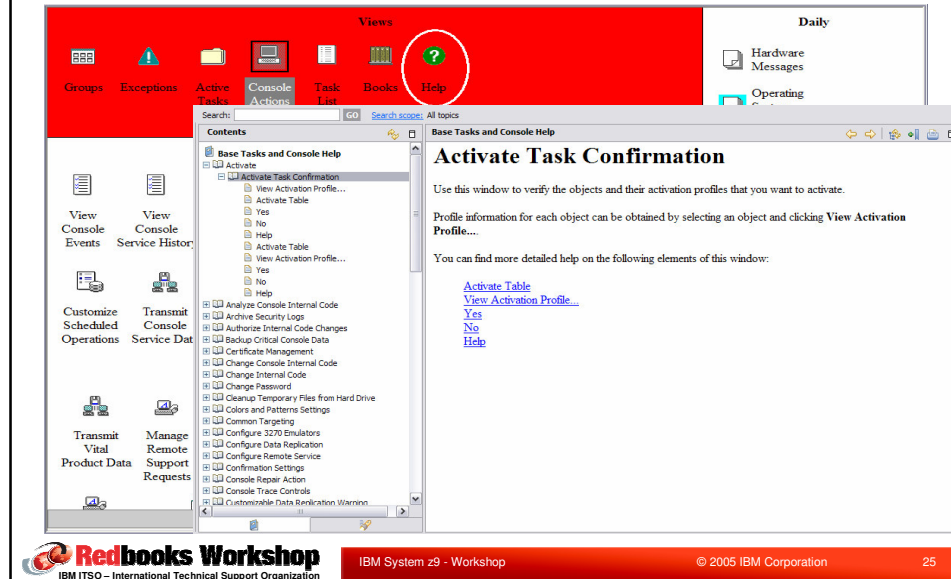 Views
Daily
Groups
Exceptions
Active
Tasks
Console
Actions
Task
List
Books
Help
Hardware
Messages
Operating
View
Console
Events
View
Console
Service History
Customize
Scheduled
Operations
Transmit
Console
Service Dat
Transmit
Vital
Product Data
Manage
Remote
Support
Requests
Search:
GO
Search scope:
All topics
Contents
Base Tasks and Console Help
Activate
Activate Task Confirmation
View Activation Profile...
Activate Table
Yes
No
Help
Activate Table
View Activation Profile...
Yes
No
Help
Analyze Console Internal Code
Archive Security Logs
Authorize Internal Code Changes
Backup Critical Console Data
Certificate Management
Change Console Internal Code
Change Internal Code
Change Password
Cleanup Temporary Files from Hard Drive
Colors and Patterns Settings
Common Targeting
Configure 3270 Emulators
Configure Data Replication
Configure Remote Service
Confirmation Settings
Console Repair Action
Console Trace Controls
Customizable Data Replication Warning
Base Tasks and Console Help
Activate Task Confirmation
Use this window to verify the objects and their activation profiles that you want to activate.
Profile information for each object can be obtained by selecting an object and clicking View Activation
Profile....
You can find more detailed help on the following elements of this window:
Activate Table
View Activation Profile...
Yes
No
Help
Redbooks Workshop
IBM ITSO – International Technical Support Organization
IBM System z9 - Workshop
© 2005 IBM Corporation
25